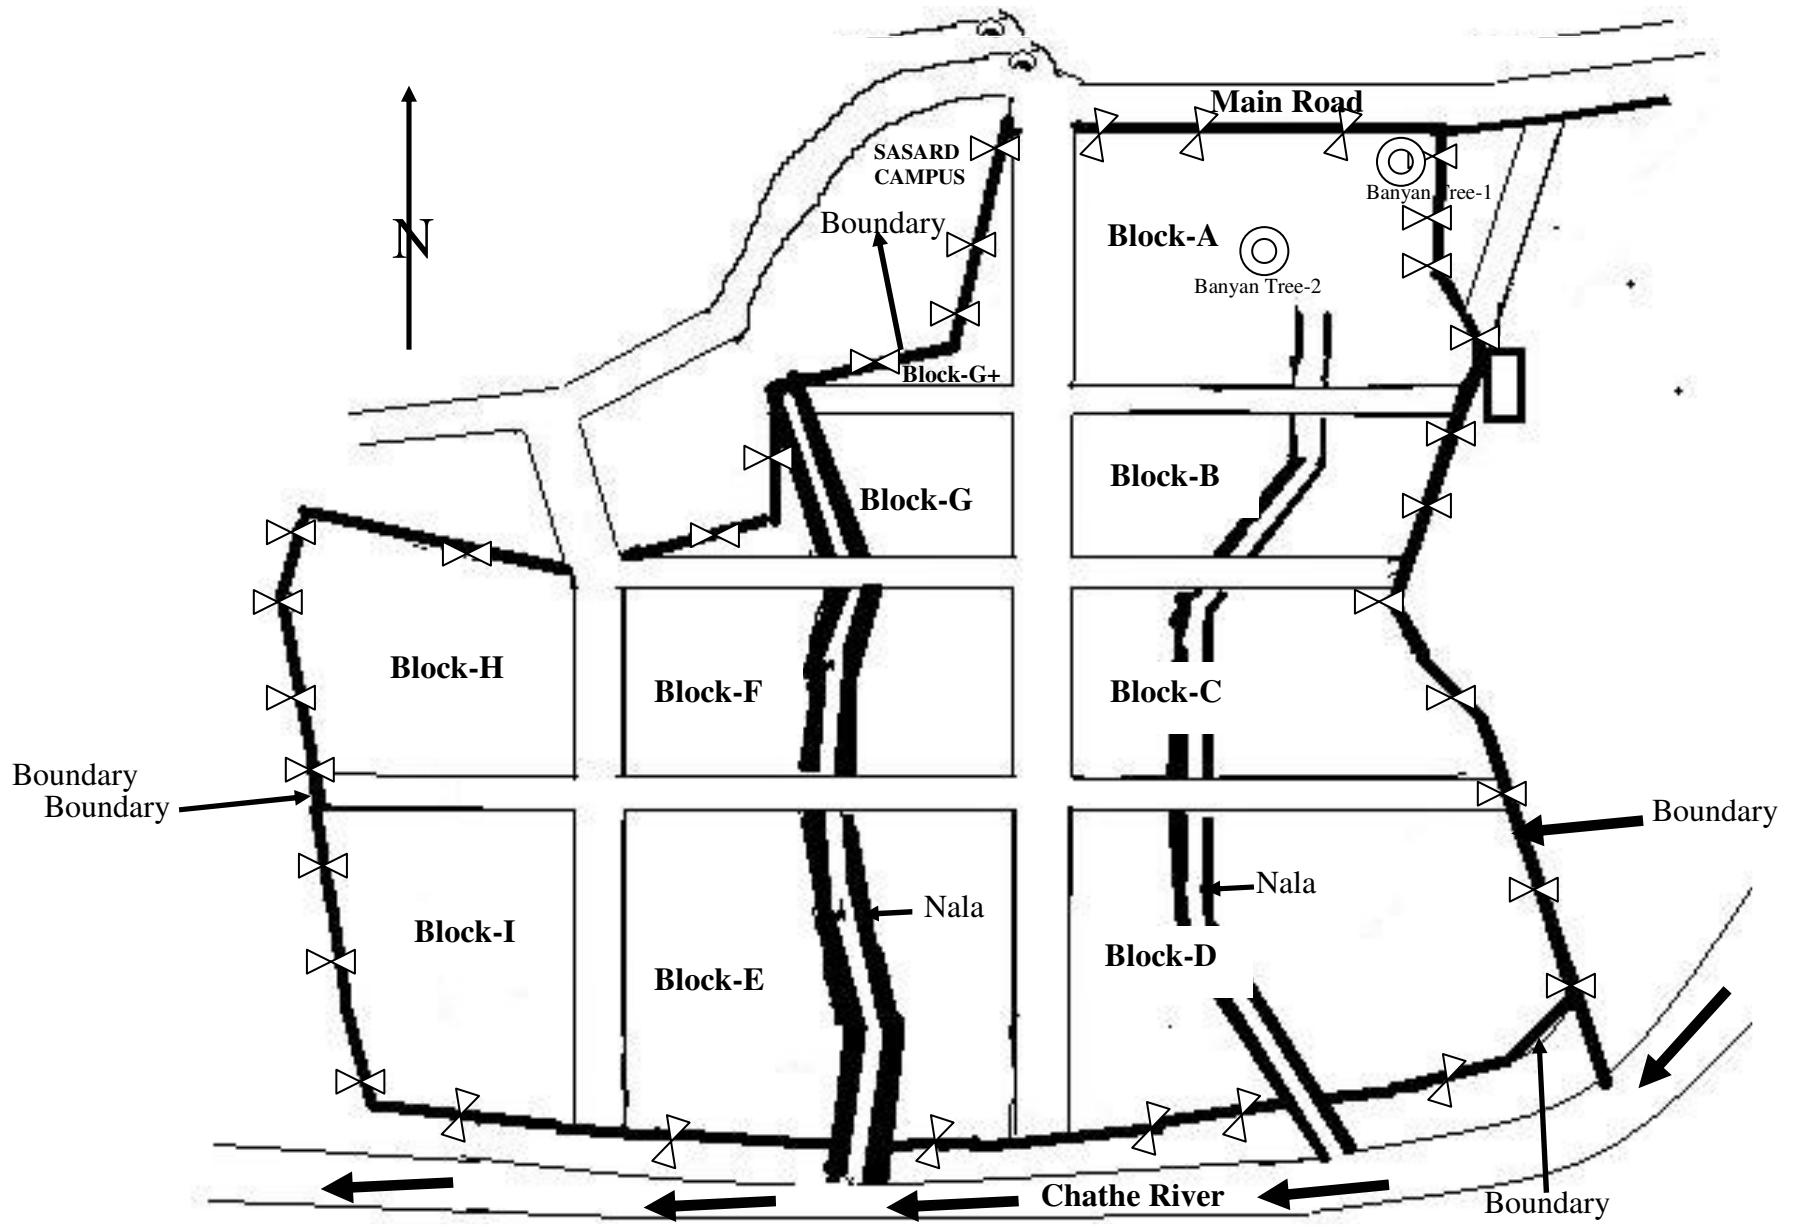 Main Road
SASARD
CAMPUS
Banyan Tree-1
Boundary
N
Block-A
Banyan Tree-2
Block-G+
Block-B
Block-G
Block-H
Block-F
Block-C
Boundary
Boundary
Boundary
Nala
Nala
Block-I
Block-D
Block-E
Chathe River
Boundary